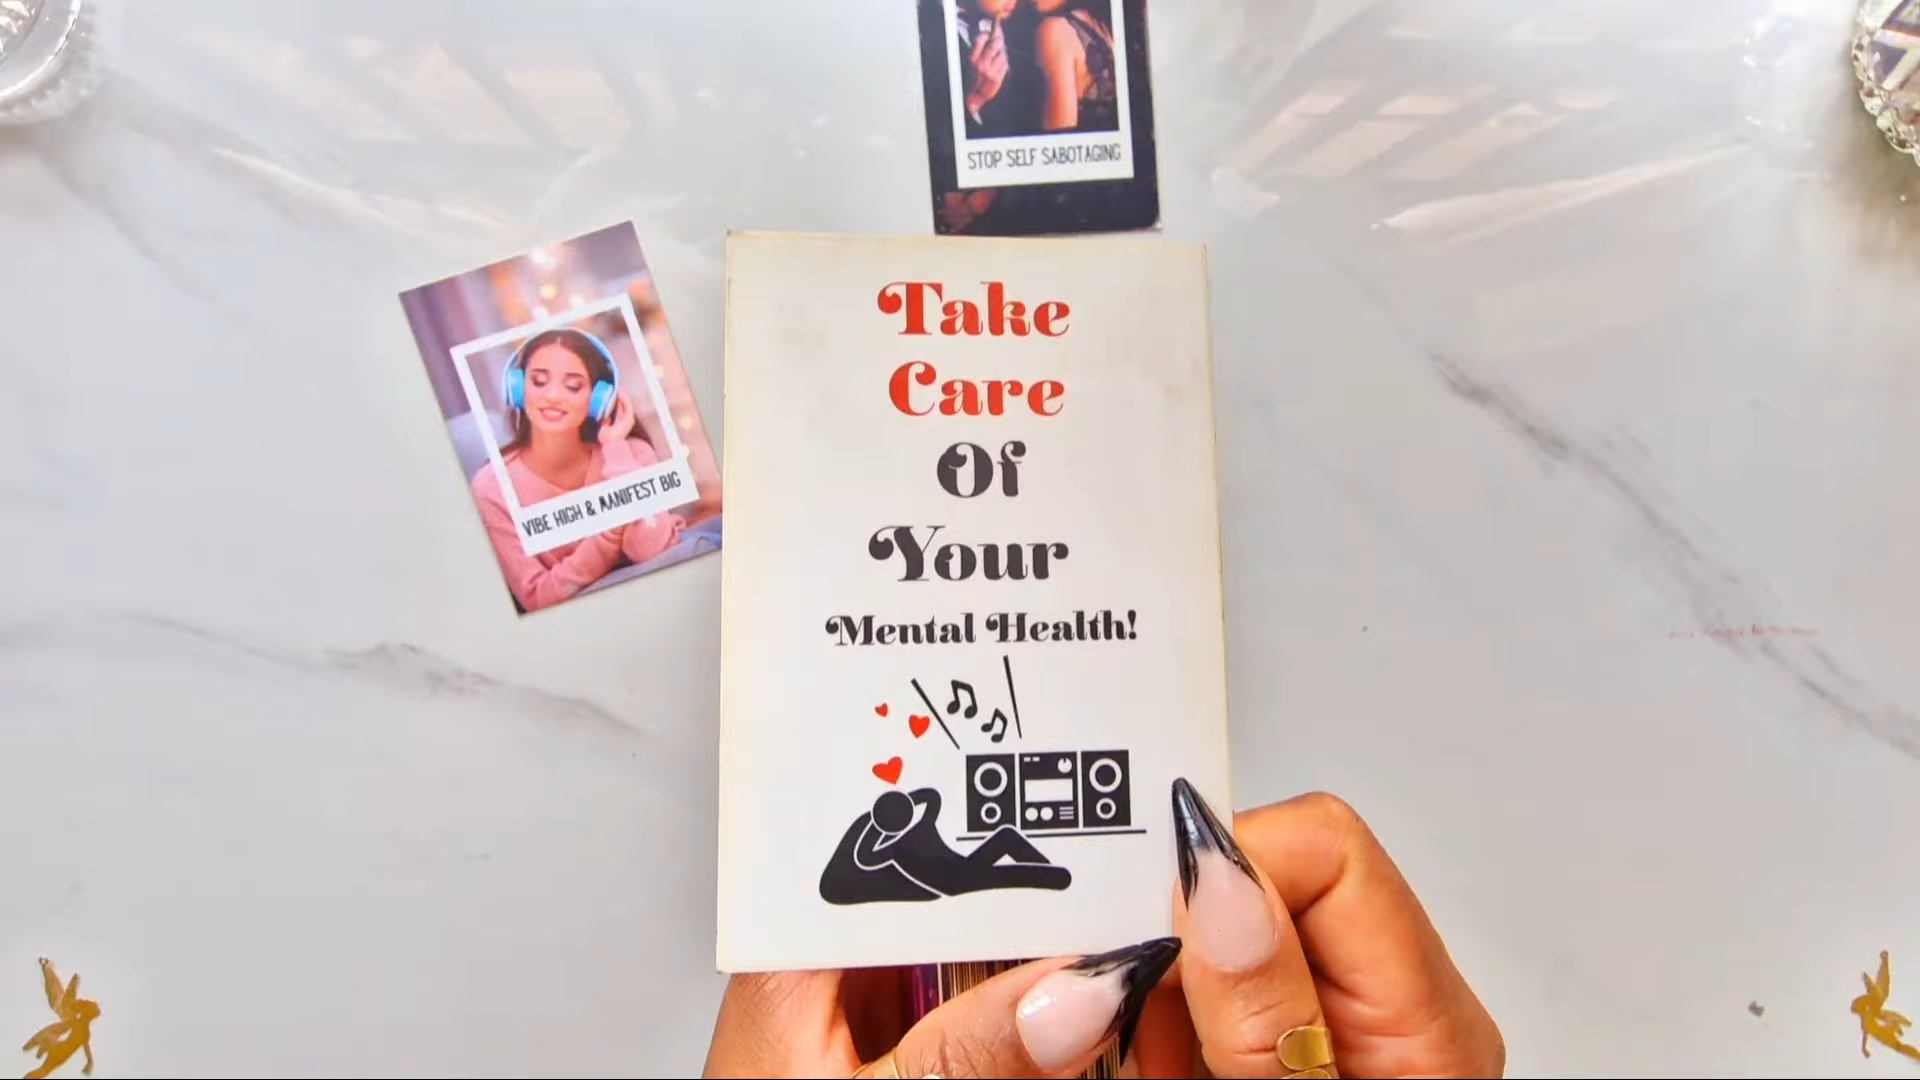 STOP SELF SABOTAGING
VIBE HIGH & MANIFEST BIG
Take
Care
Of
Your
Mental Health!